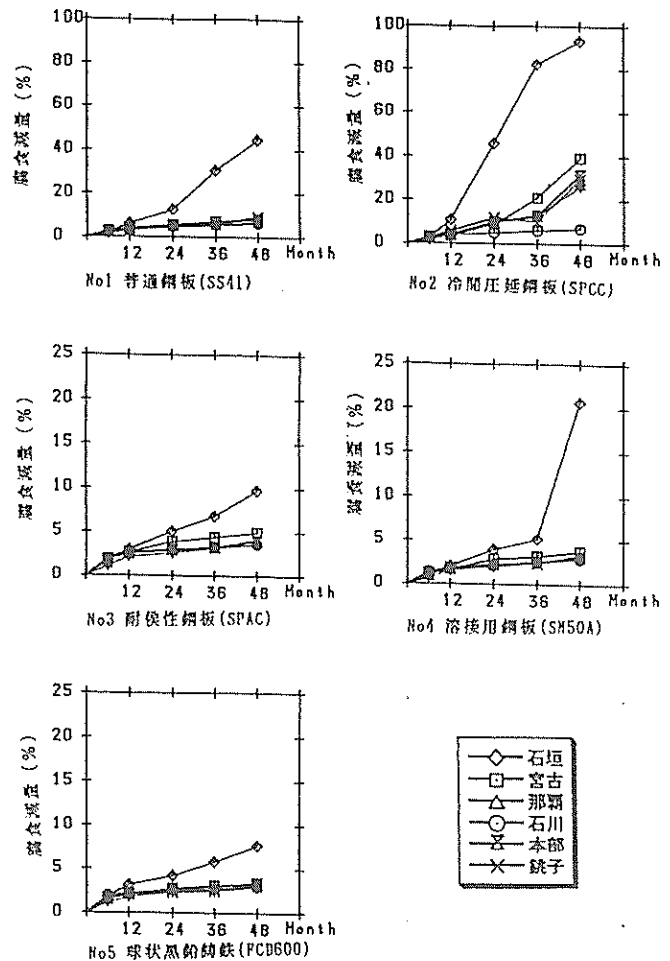 100
80
60
40
20
0
腐食減量 (%)
12 24 36 48 Month
No1 普通鋼板(SS41)
100
80
60
40
20
0
腐食減量 (%)
12 24 36 48 Month
No2 冷間圧延鋼板(SPCC)
25
20
15
10
5
0
腐食減量 (%)
12 24 36 48 Month
No3 耐侯性鋼板(SPAC)
25
20
15
10
5
0
腐食減量 (%)
12 24 36 48 Month
No4 溶接用鋼板(SM50A)
25
20
15
10
5
0
腐食減量 (%)
12 24 36 48 Month
No5 球状黒鉛鋳鉄(FCD600)
石垣
宮古
那覇
石川
本部
銚子